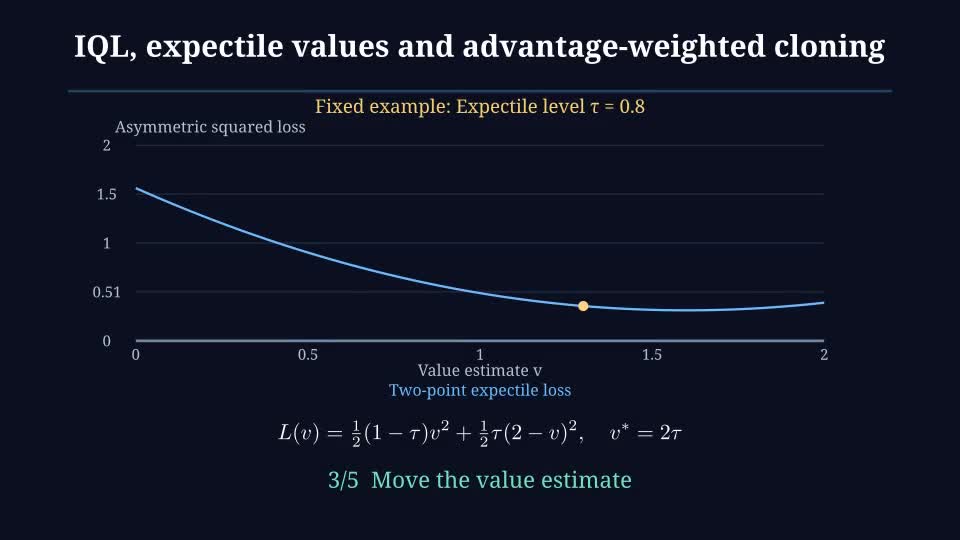 IQL, expectile values and advantage-weighted cloning
Fixed example: Expectile level τ = 0.8
Asymmetric squared loss
2
1.5
1
0.51
0
0 0.5 1 1.5 2
Value estimate v
Two-point expectile loss
L(v) = ½(1 − τ)v² + ½τ(2 − v)², v* = 2τ
3/5 Move the value estimate